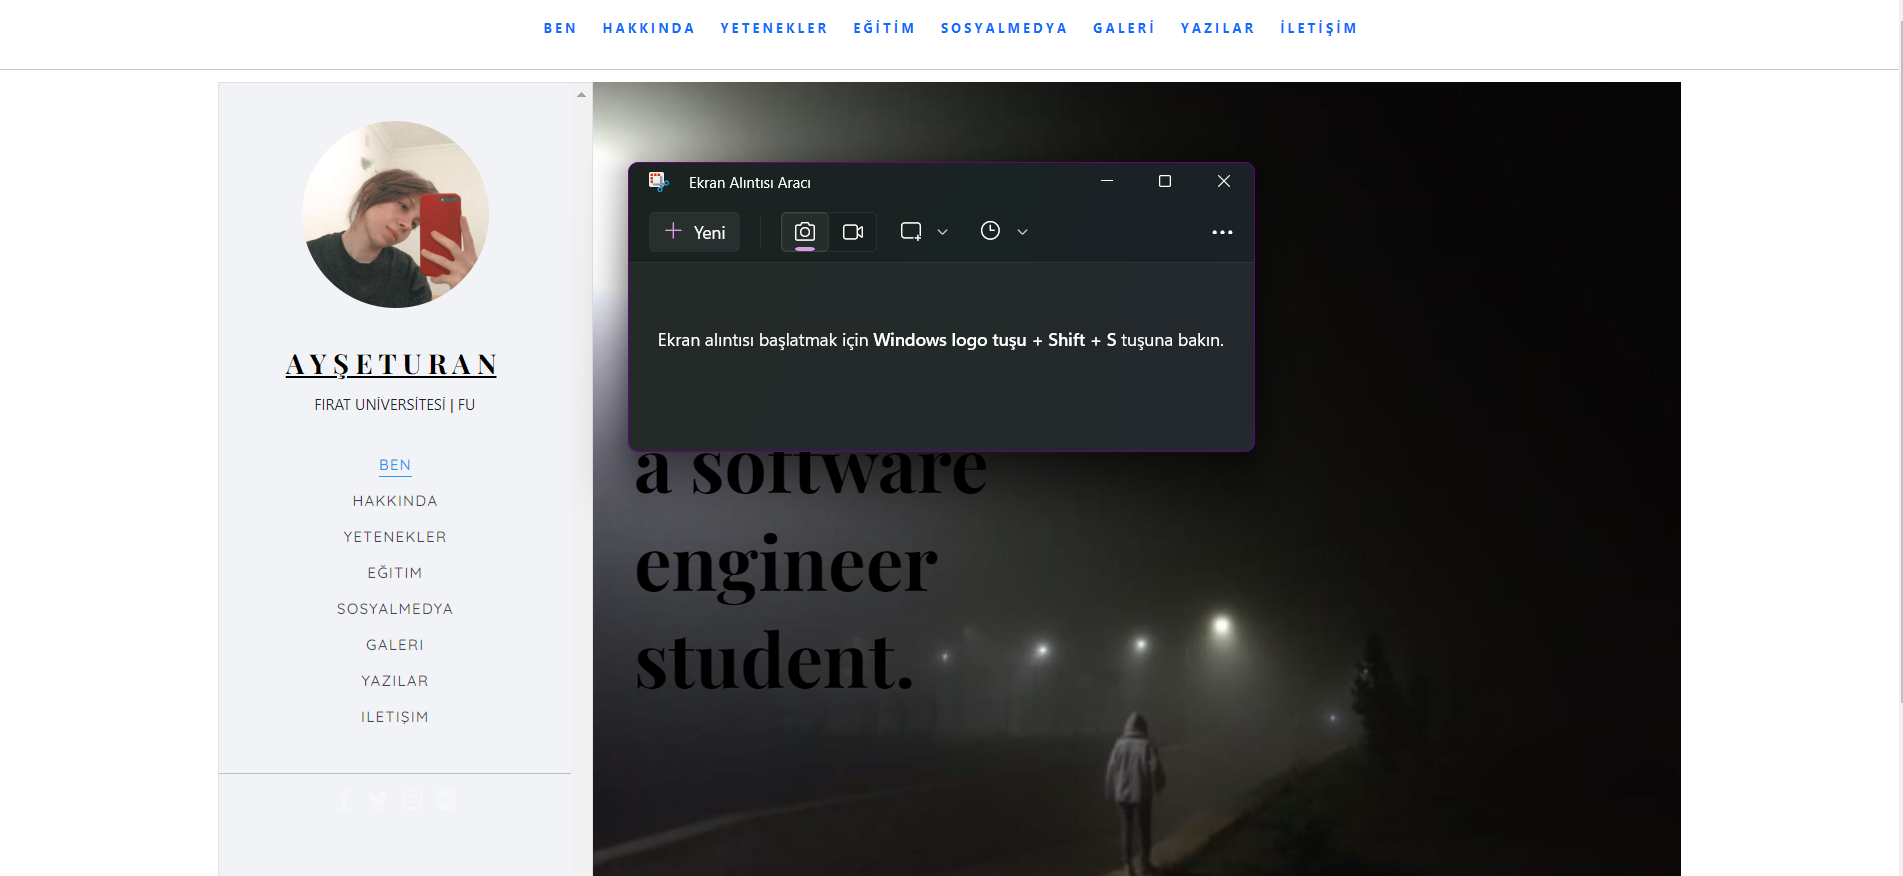 BEN HAKKINDA YETENEKLER EĞİTİM SOSYALMEDYA GALERİ YAZILAR İLETİŞİM
AYŞETURAN
FIRAT UNİVERSİTESİ | FU
BEN
HAKKINDA
YETENEKLER
EĞITIM
SOSYALMEDYA
GALERI
YAZILAR
ILETIŞIM
Ekran Alıntısı Aracı
Yeni
Ekran alıntısı başlatmak için Windows logo tuşu + Shift + S tuşuna bakın.
a software
engineer
student.